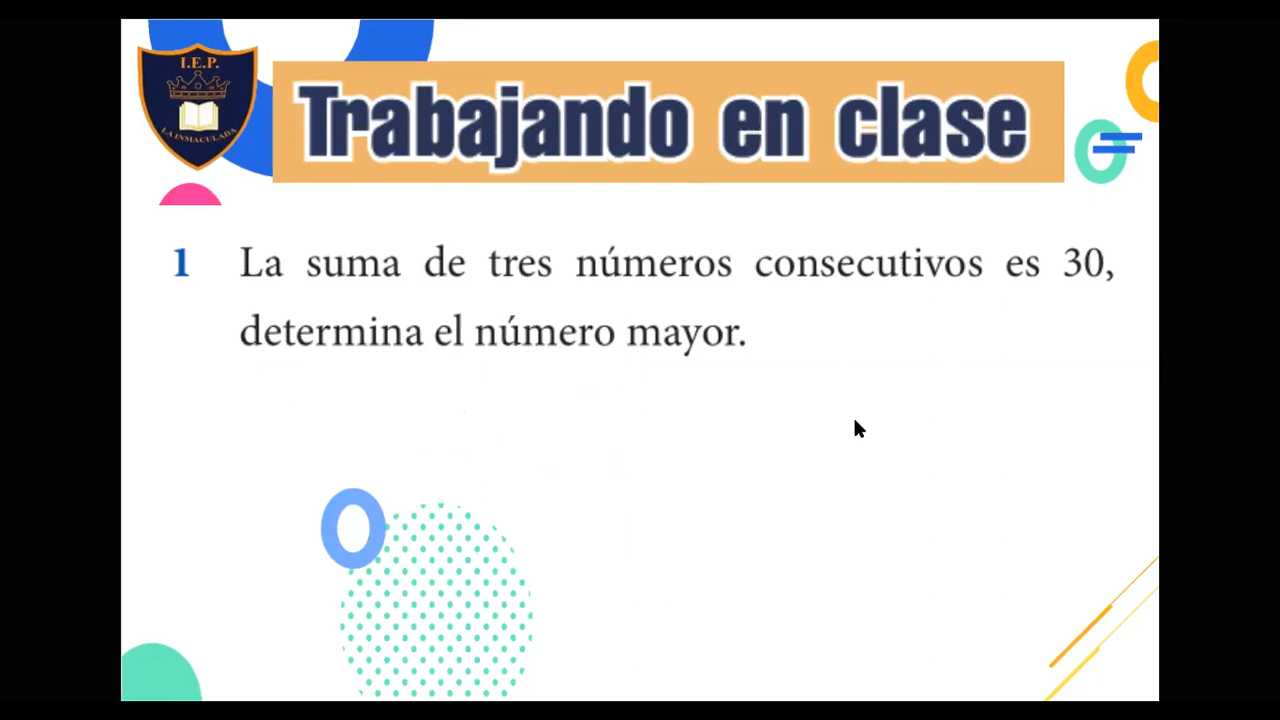 I.E.P.
LA INMACULADA
Trabajando en clase
1 La suma de tres números consecutivos es 30,
determina el número mayor.